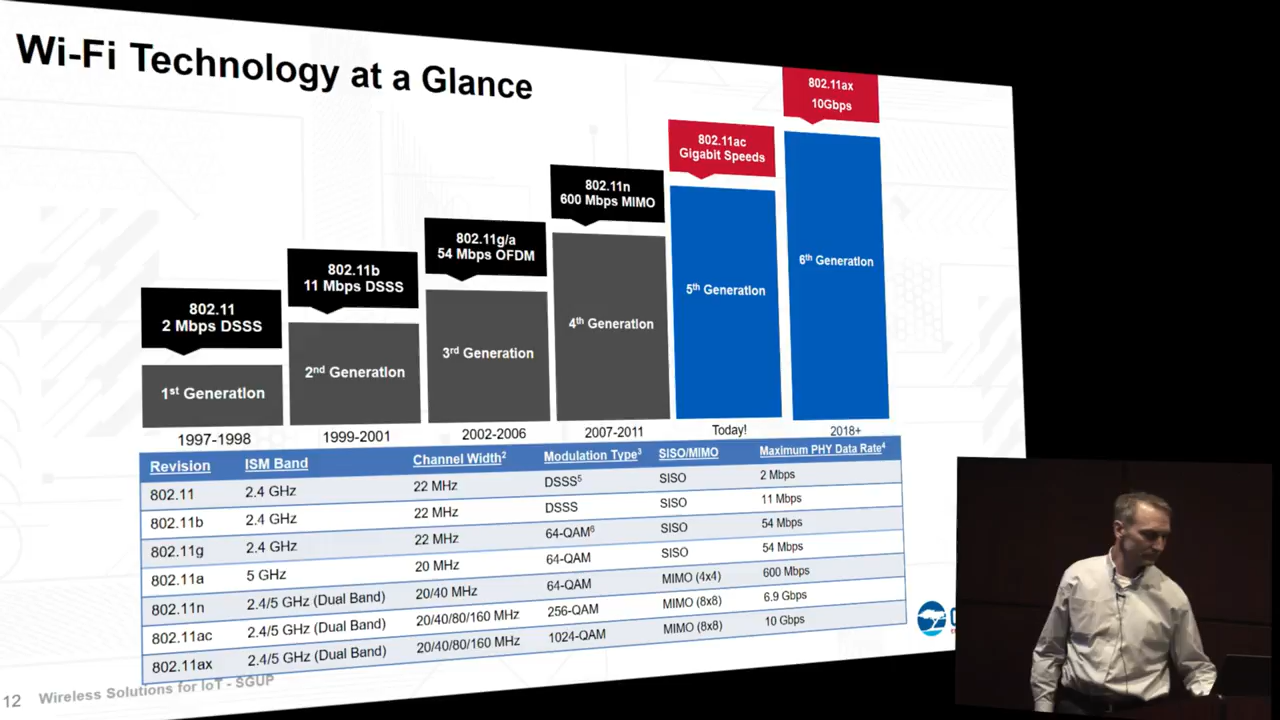 Wi-Fi Technology at a Glance
802.11ax
10Gbps
802.11ac
Gigabit Speeds
802.11n
600 Mbps MIMO
802.11g/a
54 Mbps OFDM
802.11b
11 Mbps DSSS
802.11
2 Mbps DSSS
1st Generation
2nd Generation
3rd Generation
4th Generation
5th Generation
6th Generation
1997-1998
1999-2001
2002-2006
2007-2011
Today!
2018+
Revision ISM Band Channel Width2 Modulation Type3 SISO/MIMO Maximum PHY Data Rate4
802.11 2.4 GHz 22 MHz DSSS5 SISO 2 Mbps
802.11b 2.4 GHz 22 MHz DSSS SISO 11 Mbps
802.11g 2.4 GHz 22 MHz 64-QAM6 SISO 54 Mbps
802.11a 5 GHz 20 MHz 64-QAM SISO 54 Mbps
802.11n 2.4/5 GHz (Dual Band) 20/40 MHz 64-QAM MIMO (4x4) 600 Mbps
802.11ac 2.4/5 GHz (Dual Band) 20/40/80/160 MHz 256-QAM MIMO (8x8) 6.9 Gbps
802.11ax 2.4/5 GHz (Dual Band) 20/40/80/160 MHz 1024-QAM MIMO (8x8) 10 Gbps
12 Wireless Solutions for IoT - SGUP